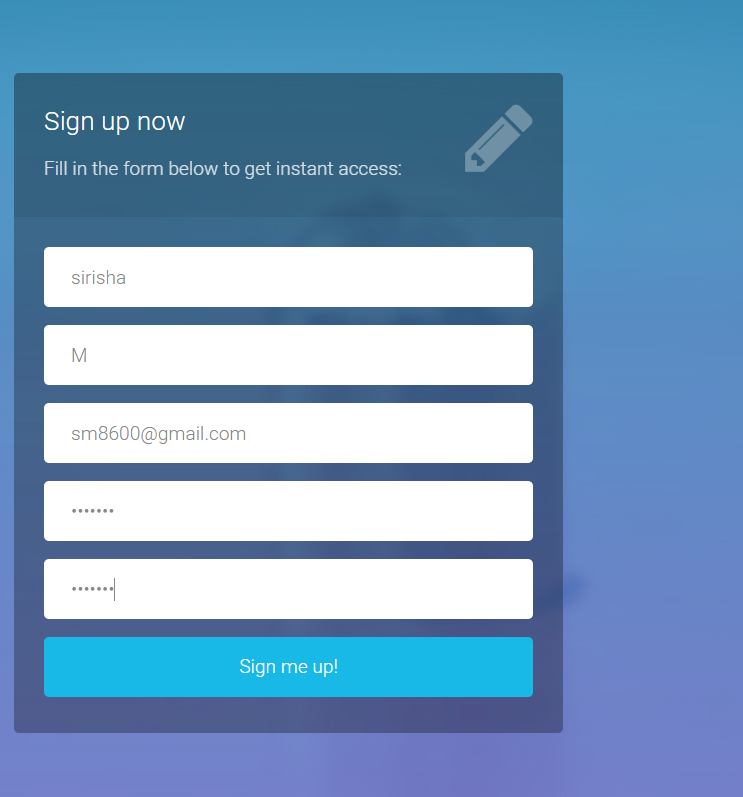 Sign up now
Fill in the form below to get instant access:
sirisha
M
sm8600@gmail.com
•••••••
•••••••
Sign me up!